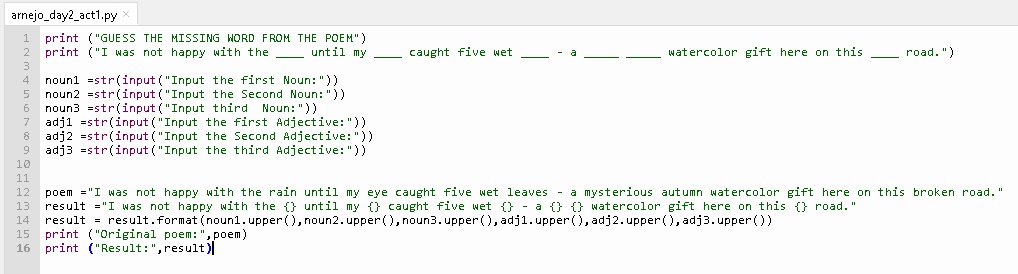 arnejo_day2_act1.py ×
1 print ("GUESS THE MISSING WORD FROM THE POEM")
2 print ("I was not happy with the ____ until my ____ caught five wet ____ - a _____ _____ watercolor gift here on this ____ road.")
3
4 noun1 =str(input("Input the first Noun:"))
5 noun2 =str(input("Input the Second Noun:"))
6 noun3 =str(input("Input third  Noun:"))
7 adj1 =str(input("Input the first Adjective:"))
8 adj2 =str(input("Input the Second Adjective:"))
9 adj3 =str(input("Input the third Adjective:"))
10
11
12 poem ="I was not happy with the rain until my eye caught five wet leaves - a mysterious autumn watercolor gift here on this broken road."
13 result ="I was not happy with the {} until my {} caught five wet {} - a {} {} watercolor gift here on this {} road."
14 result = result.format(noun1.upper(),noun2.upper(),noun3.upper(),adj1.upper(),adj2.upper(),adj3.upper())
15 print ("Original poem:",poem)
16 print ("Result:",result)